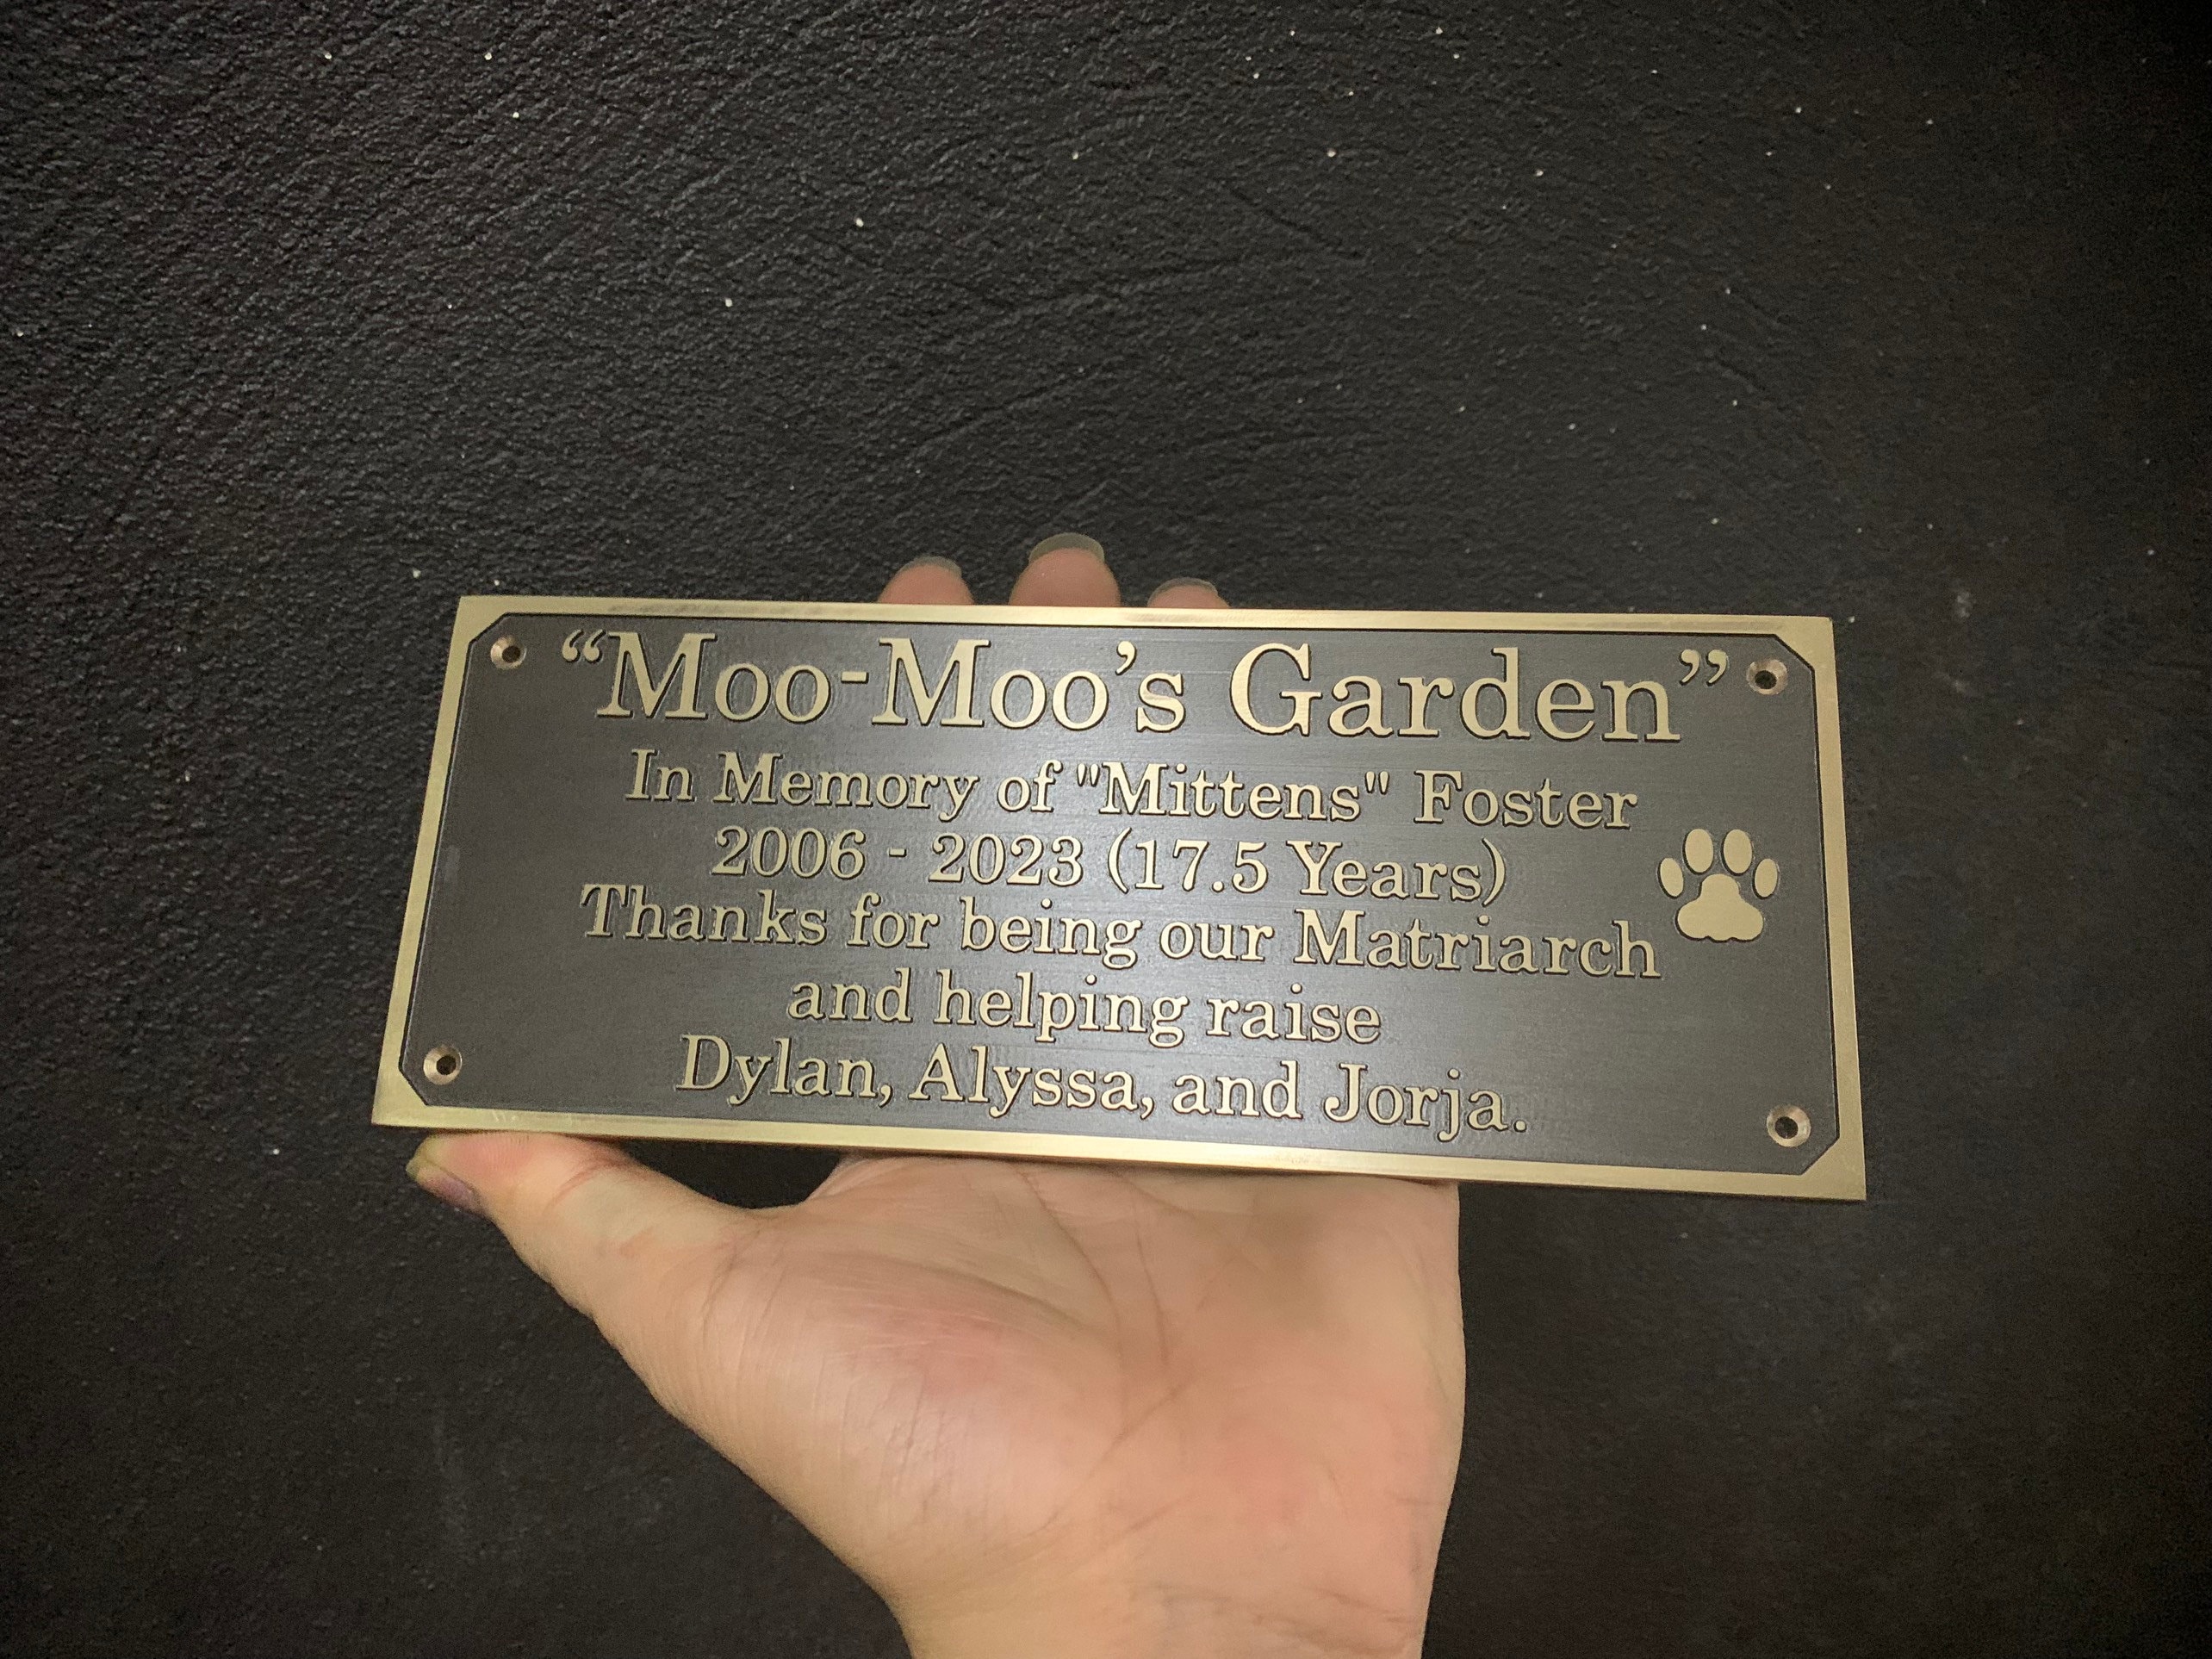 “Moo-Moo’s Garden”
In Memory of "Mittens" Foster
2006 - 2023 (17.5 Years)
Thanks for being our Matriarch
and helping raise
Dylan, Alyssa, and Jorja.